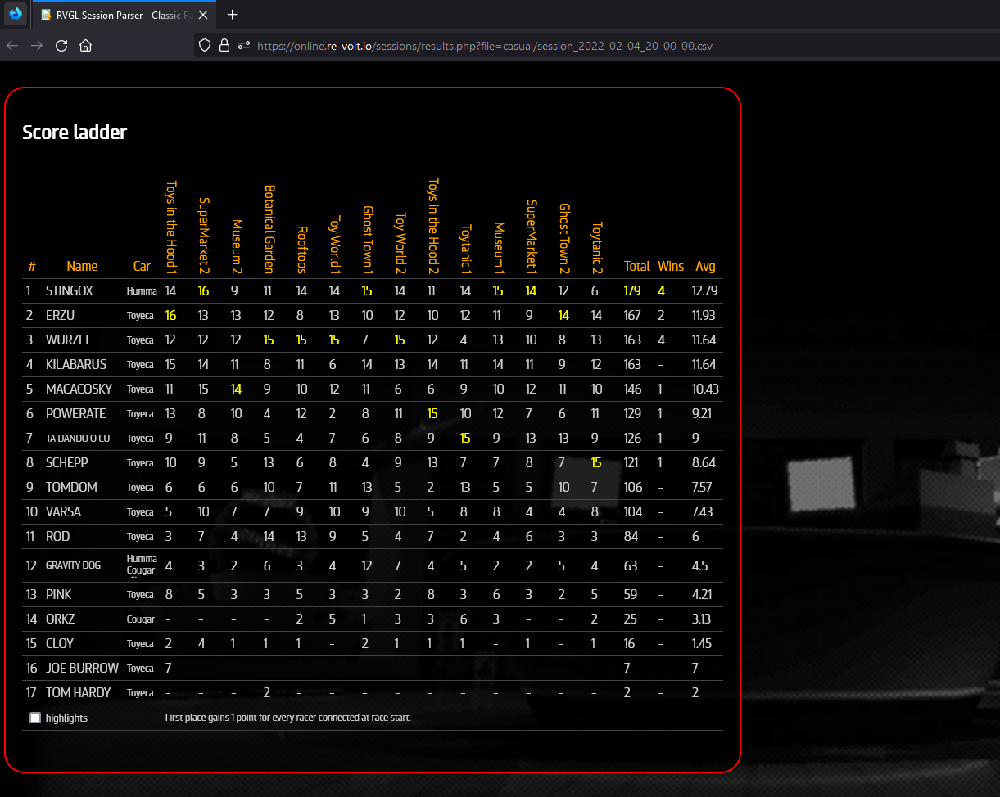 RVGL Session Parser - Classic Ra
https://online.re-volt.io/sessions/results.php?file=casual/session_2022-02-04_20-00-00.csv
Score ladder
# Name Car Toys in the Hood 1 SuperMarket 2 Museum 2 Botanical Garden Rooftops Toy World 1 Ghost Town 1 Toy World 2 Toys in the Hood 2 Toytanic 1 Museum 1 SuperMarket 1 Ghost Town 2 Toytanic 2 Total Wins Avg
1 STINGOX Humma 14 16 9 11 14 14 15 14 11 14 15 14 12 6 179 4 12.79
2 ERZU Toyeca 16 13 13 12 8 13 10 12 10 12 11 9 14 14 167 2 11.93
3 WURZEL Toyeca 12 12 12 15 15 15 7 15 12 4 13 10 8 13 163 4 11.64
4 KILABARUS Toyeca 15 14 11 8 11 6 14 13 14 11 14 11 9 12 163 - 11.64
5 MACACOSKY Toyeca 11 15 14 9 10 12 11 6 6 9 10 12 11 10 146 1 10.43
6 POWERATE Toyeca 13 8 10 4 12 2 8 11 15 10 12 7 6 11 129 1 9.21
7 TA DANDO O CU Toyeca 9 11 8 5 4 7 6 8 9 15 9 13 13 9 126 1 9
8 SCHEPP Toyeca 10 9 5 13 6 8 4 9 13 7 7 8 7 15 121 1 8.64
9 TOMDOM Toyeca 6 6 6 10 7 11 13 5 2 13 5 5 10 7 106 - 7.57
10 VARSA Toyeca 5 10 7 7 9 10 9 10 5 8 8 4 4 8 104 - 7.43
11 ROD Toyeca 3 7 4 14 13 9 5 4 7 2 4 6 3 3 84 - 6
12 GRAVITY DOG Humma Cougar 4 3 2 6 3 4 12 7 4 5 2 2 5 4 63 - 4.5
13 PINK Toyeca 8 5 3 3 5 3 3 2 8 3 6 3 2 5 59 - 4.21
14 ORKZ Cougar - - - - 2 5 1 3 3 6 3 - - 2 25 - 3.13
15 CLOY Toyeca 2 4 1 1 1 - 2 1 1 1 - 1 - 1 16 - 1.45
16 JOE BURROW Toyeca 7 - - - - - - - - - - - - - 7 - 7
17 TOM HARDY Toyeca - - - 2 - - - - - - - - - - 2 - 2
highlights First place gains 1 point for every racer connected at race start.